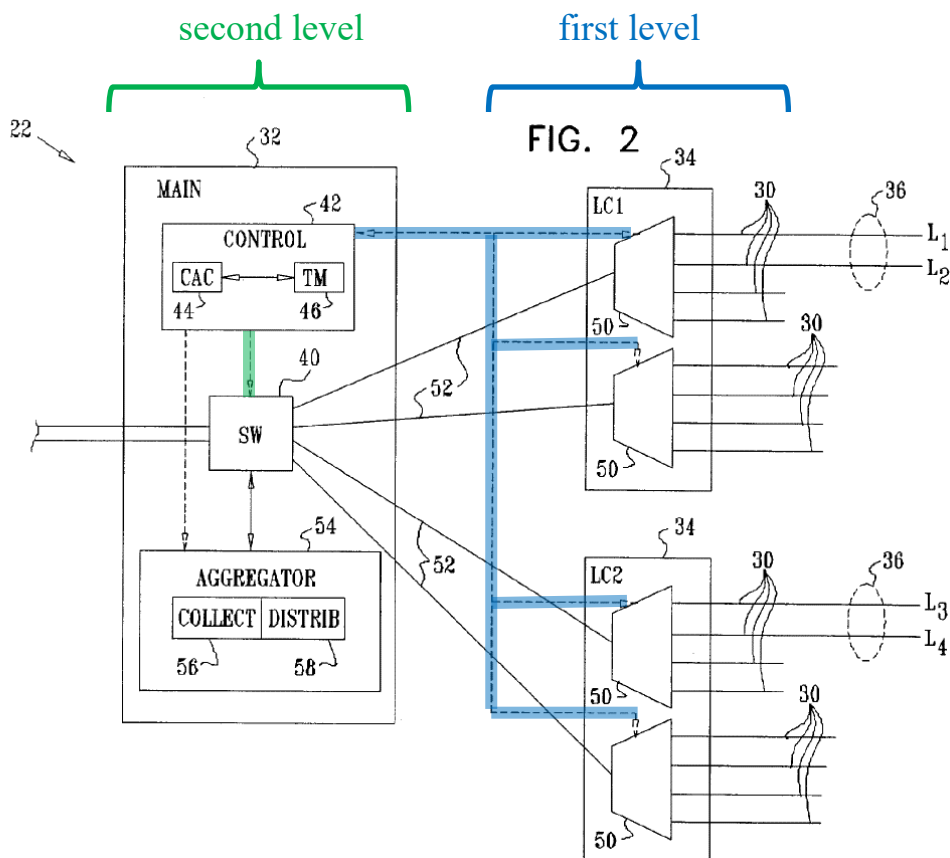 second level first level
22
32
FIG. 2
34
MAIN
42
CONTROL
CAC TM
44 46
LC1
30
36
L1
L2
50
40
SW
52
52
30
50
54
34
AGGREGATOR
COLLECT DISTRIB
56 58
52
LC2
30
36
L3
L4
50
30
50